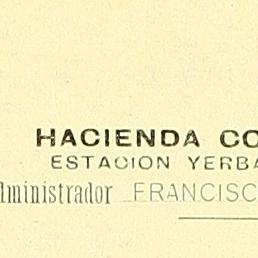 HACIENDA CO
ESTACION YERBA
dministrador FRANCISC